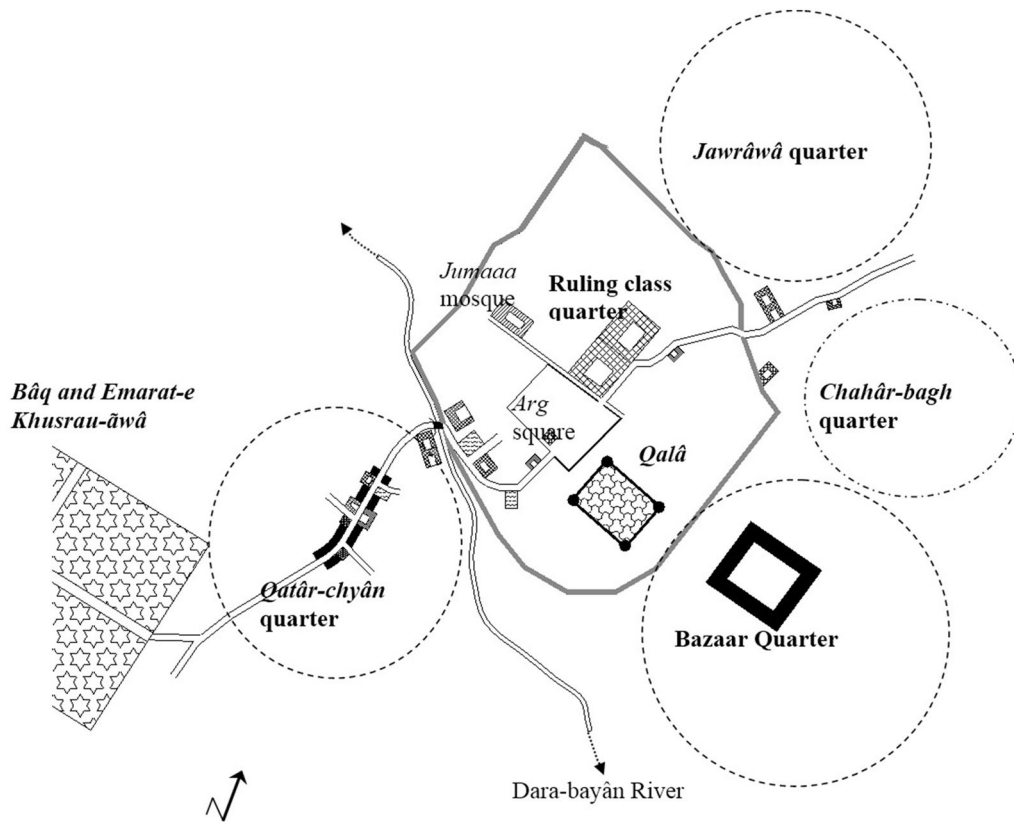 Jawrâwâ quarter
Jumaaa
mosque
Ruling class
quarter
Bâq and Emarat-e
Khusrau-ãwâ
Chahâr-bagh
quarter
Arg
square
Qalâ
Qatâr-chyân
quarter
Bazaar Quarter
Dara-bayân River
N